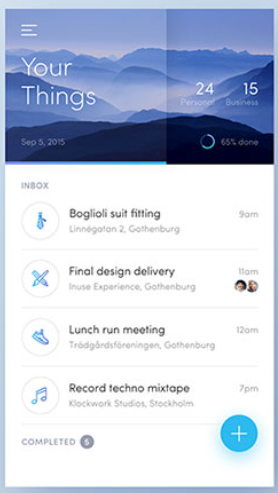 Your
Things
24 15
Personal Business
Sep 5, 2015
65% done
INBOX
Boglioli suit fitting 9am
Linnégatan 2, Gothenburg
Final design delivery 11am
Inuse Experience, Gothenburg
Lunch run meeting 12am
Trädgårdsföreningen, Gothenburg
Record techno mixtape 7pm
Klockwork Studios, Stockholm
COMPLETED 5